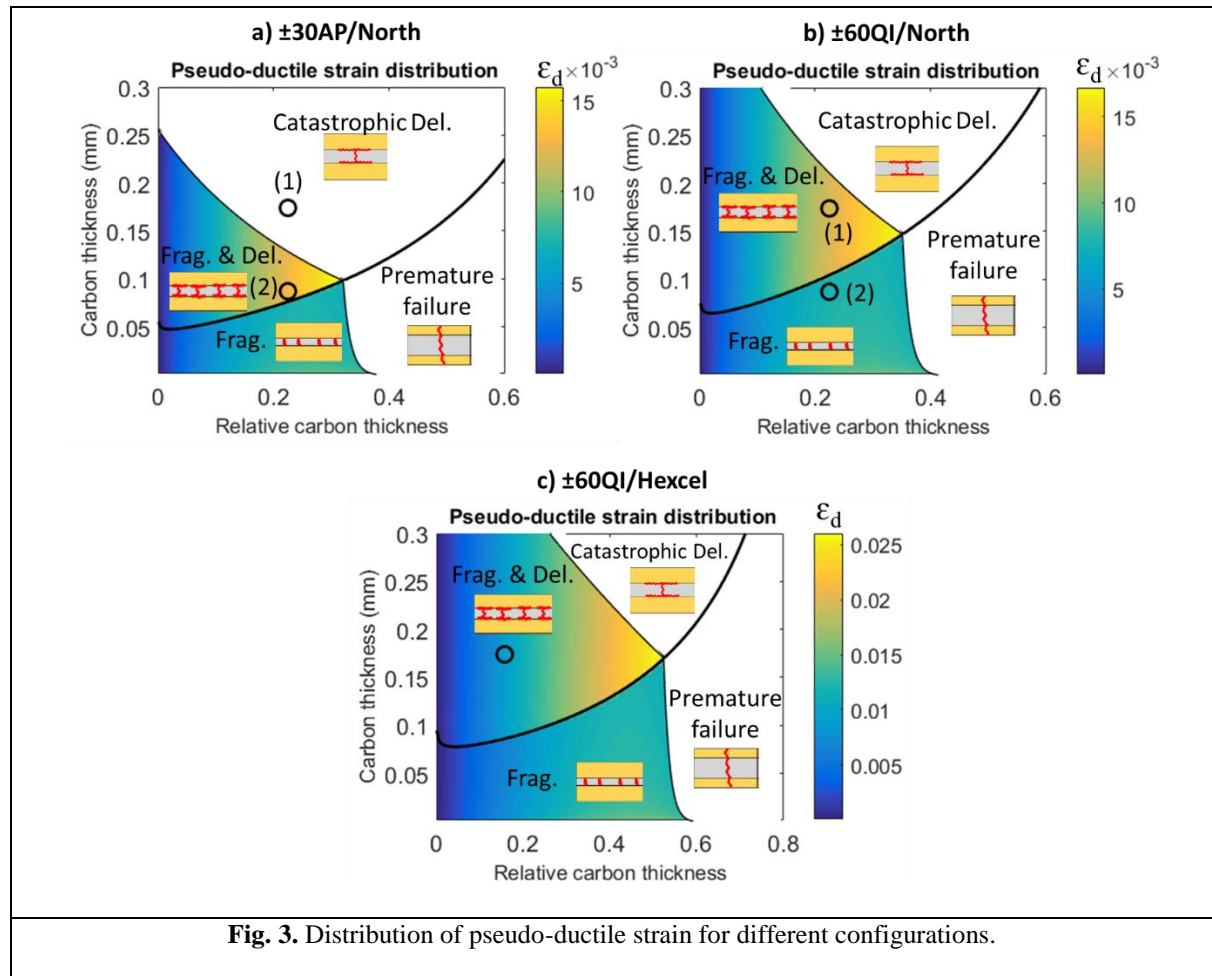 a) ±30AP/North
Pseudo-ductile strain distribution
εd ×10⁻³
0.3
0.25
0.2
0.15
0.1
0.05
Carbon thickness (mm)
Catastrophic Del.
(1)
Frag. & Del.
(2)
Premature
failure
Frag.
0
0.2
0.4
0.6
Relative carbon thickness
15
10
5
b) ±60QI/North
Pseudo-ductile strain distribution
εd ×10⁻³
0.3
0.25
0.2
0.15
0.1
0.05
Carbon thickness (mm)
Catastrophic Del.
Frag. & Del.
(1)
Premature
failure
(2)
Frag.
0
0.2
0.4
0.6
Relative carbon thickness
15
10
5
c) ±60QI/Hexcel
Pseudo-ductile strain distribution
εd
0.3
0.25
0.2
0.15
0.1
0.05
Carbon thickness (mm)
Catastrophic Del.
Frag. & Del.
Premature
failure
Frag.
0
0.2
0.4
0.6
0.8
Relative carbon thickness
0.025
0.02
0.015
0.01
0.005
Fig. 3. Distribution of pseudo-ductile strain for different configurations.